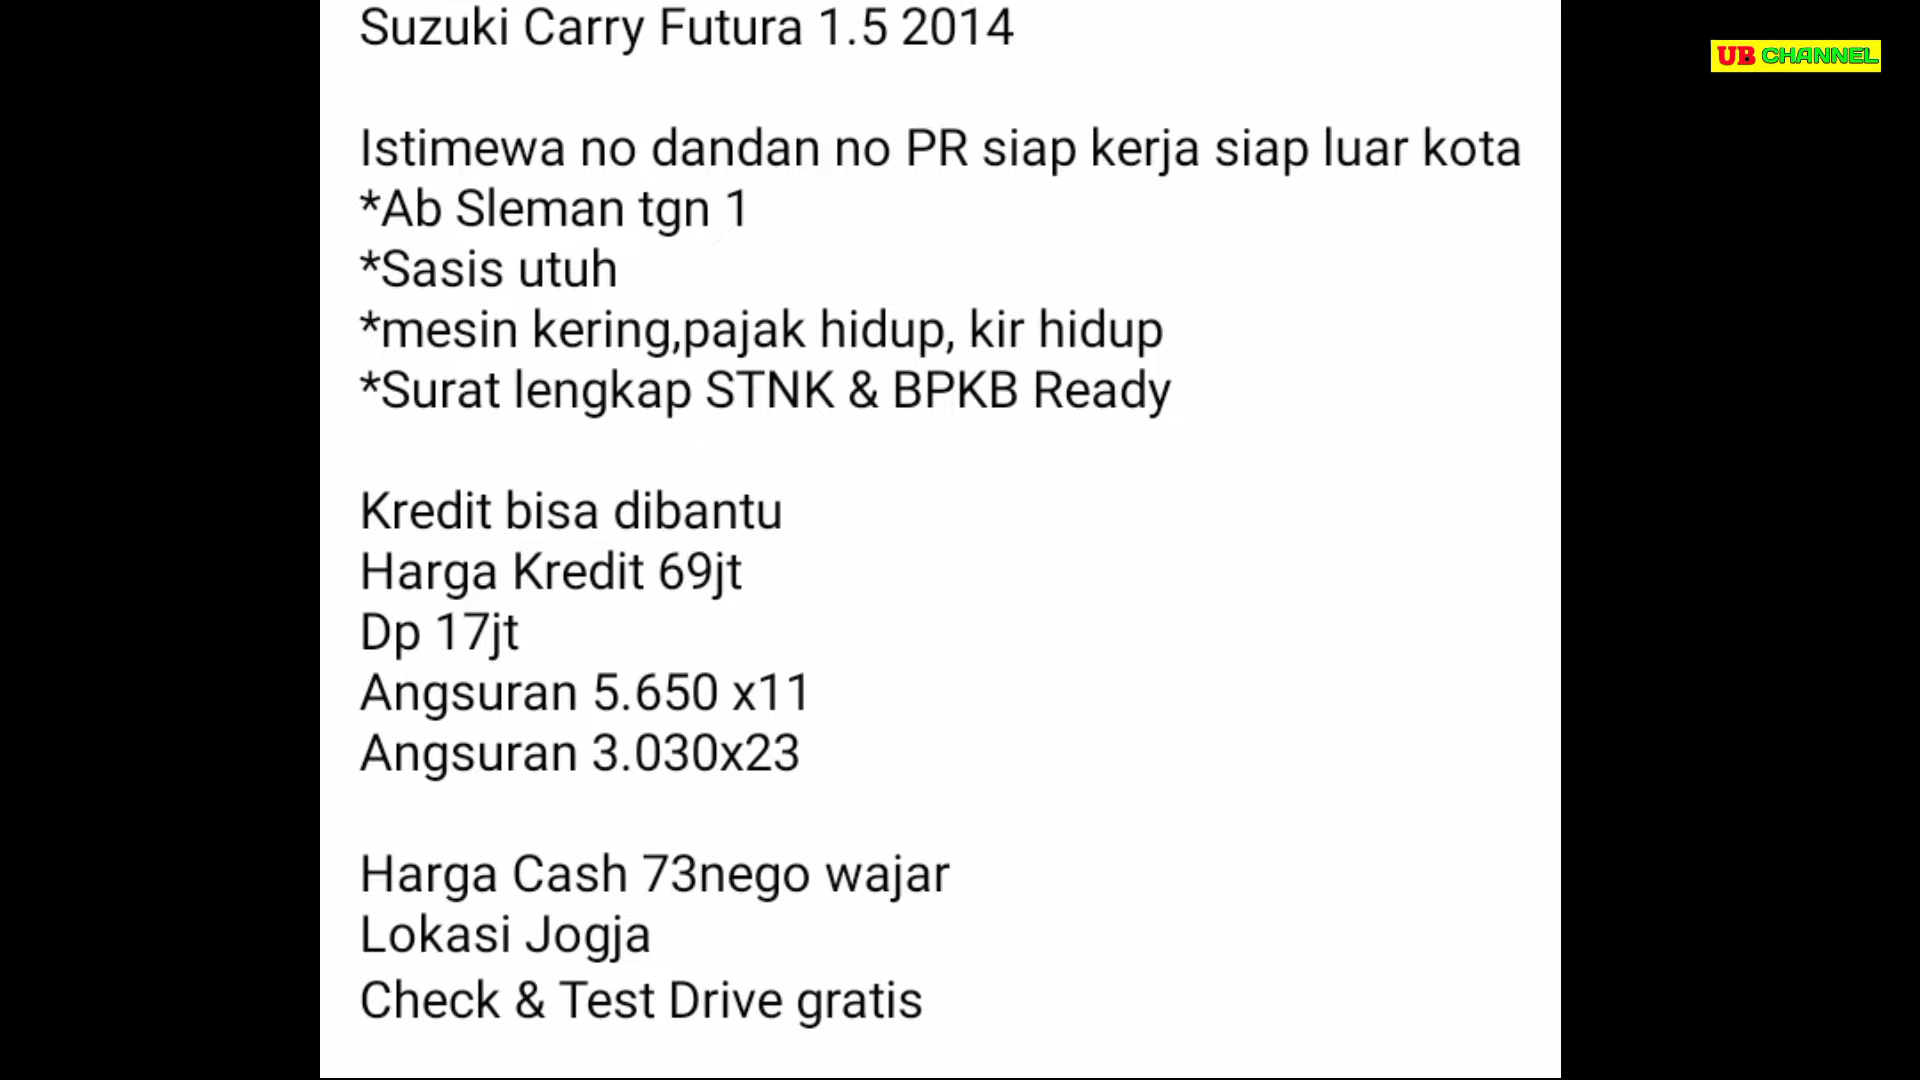 Suzuki Carry Futura 1.5 2014
UB CHANNEL
Istimewa no dandan no PR siap kerja siap luar kota
*Ab Sleman tgn 1
*Sasis utuh
*mesin kering,pajak hidup, kir hidup
*Surat lengkap STNK & BPKB Ready
Kredit bisa dibantu
Harga Kredit 69jt
Dp 17jt
Angsuran 5.650 x11
Angsuran 3.030x23
Harga Cash 73nego wajar
Lokasi Jogja
Check & Test Drive gratis